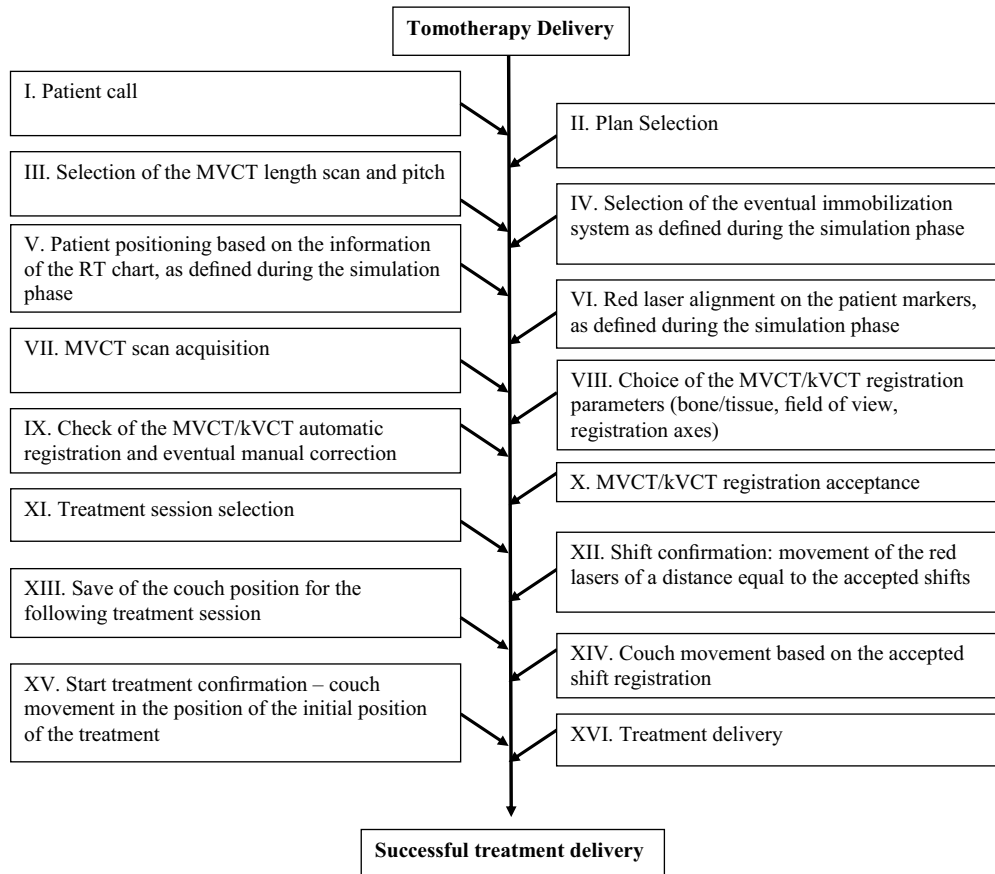 Tomotherapy Delivery
I. Patient call
II. Plan Selection
III. Selection of the MVCT length scan and pitch
IV. Selection of the eventual immobilization
system as defined during the simulation phase
V. Patient positioning based on the information
of the RT chart, as defined during the simulation
phase
VI. Red laser alignment on the patient markers,
as defined during the simulation phase
VII. MVCT scan acquisition
VIII. Choice of the MVCT/kVCT registration
parameters (bone/tissue, field of view,
registration axes)
IX. Check of the MVCT/kVCT automatic
registration and eventual manual correction
X. MVCT/kVCT registration acceptance
XI. Treatment session selection
XII. Shift confirmation: movement of the red
lasers of a distance equal to the accepted shifts
XIII. Save of the couch position for the
following treatment session
XIV. Couch movement based on the accepted
shift registration
XV. Start treatment confirmation – couch
movement in the position of the initial position
of the treatment
XVI. Treatment delivery
Successful treatment delivery